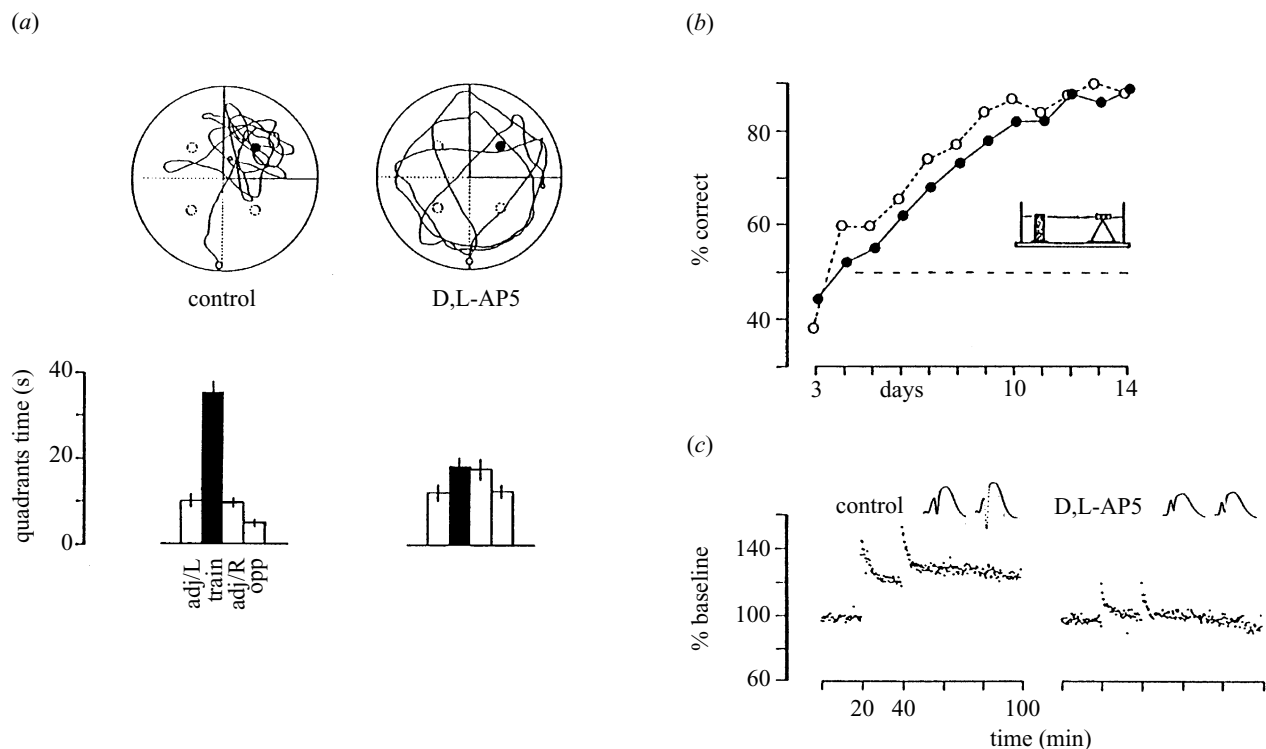 (a)
control
D,L-AP5
quadrants time (s)
40
20
0
adj/L
train
adj/R
opp
(b)
% correct
80
60
40
3 days 10 14
(c)
control D,L-AP5
% baseline
140
100
60
20 40 100
time (min)